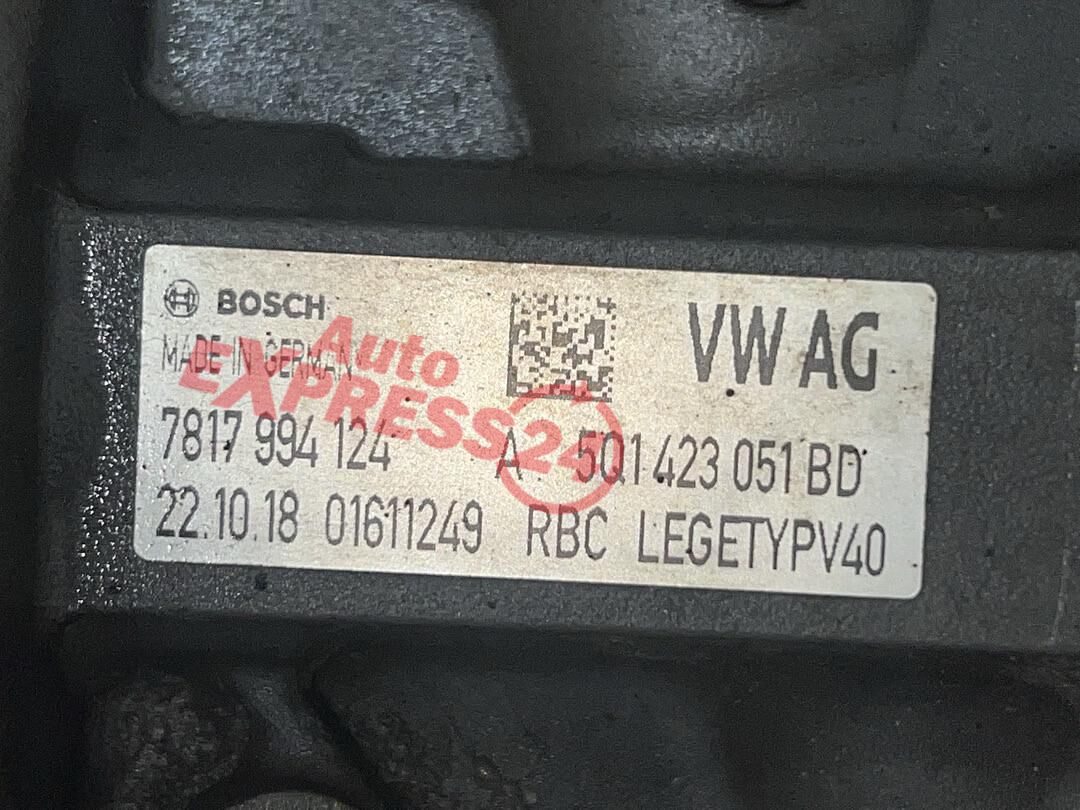 BOSCH
VW AG
MADE IN GERMAN
7817 994 124
A 5Q1 423 051 BD
22.10.18 01611249 RBC LEGETYPV40
Auto
EXPRESS24